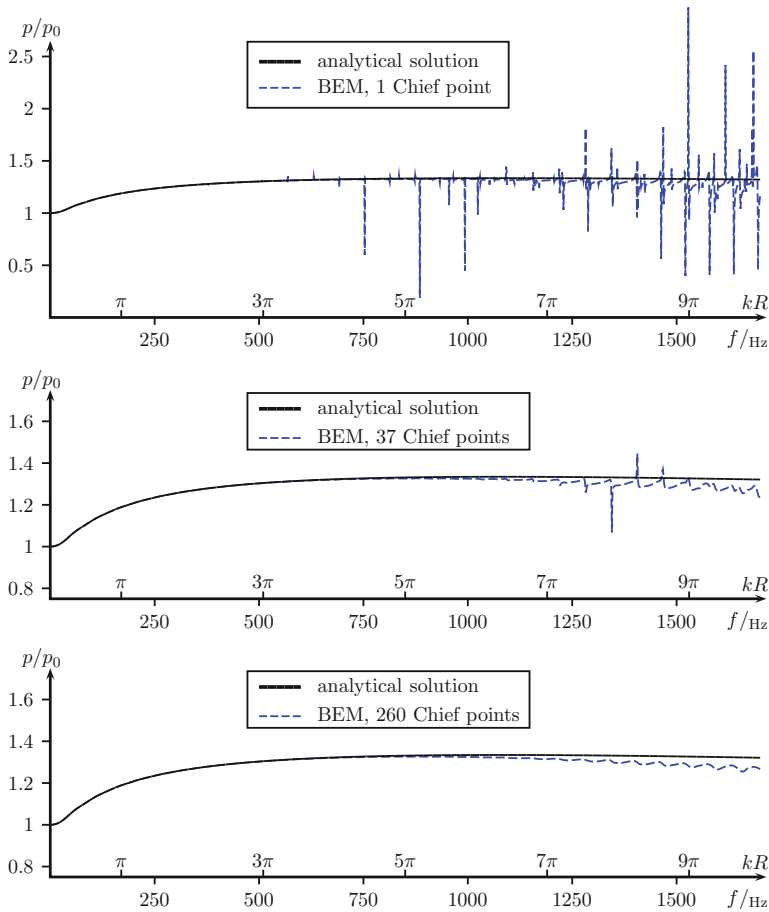 p/p₀
analytical solution
BEM, 1 Chief point
2.5
2
1.5
1
0.5
π 3π 5π 7π 9π kR
250 500 750 1000 1250 1500 f/Hz
p/p₀
analytical solution
BEM, 37 Chief points
1.6
1.4
1.2
1
0.8
π 3π 5π 7π 9π kR
250 500 750 1000 1250 1500 f/Hz
p/p₀
analytical solution
BEM, 260 Chief points
1.6
1.4
1.2
1
0.8
π 3π 5π 7π 9π kR
250 500 750 1000 1250 1500 f/Hz